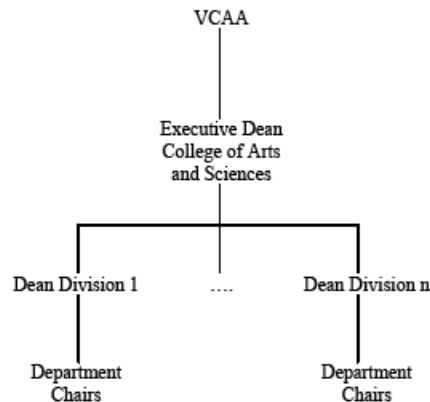 VCAA
Executive Dean
College of Arts
and Sciences
Dean Division 1
....
Dean Division n
Department
Chairs
Department
Chairs